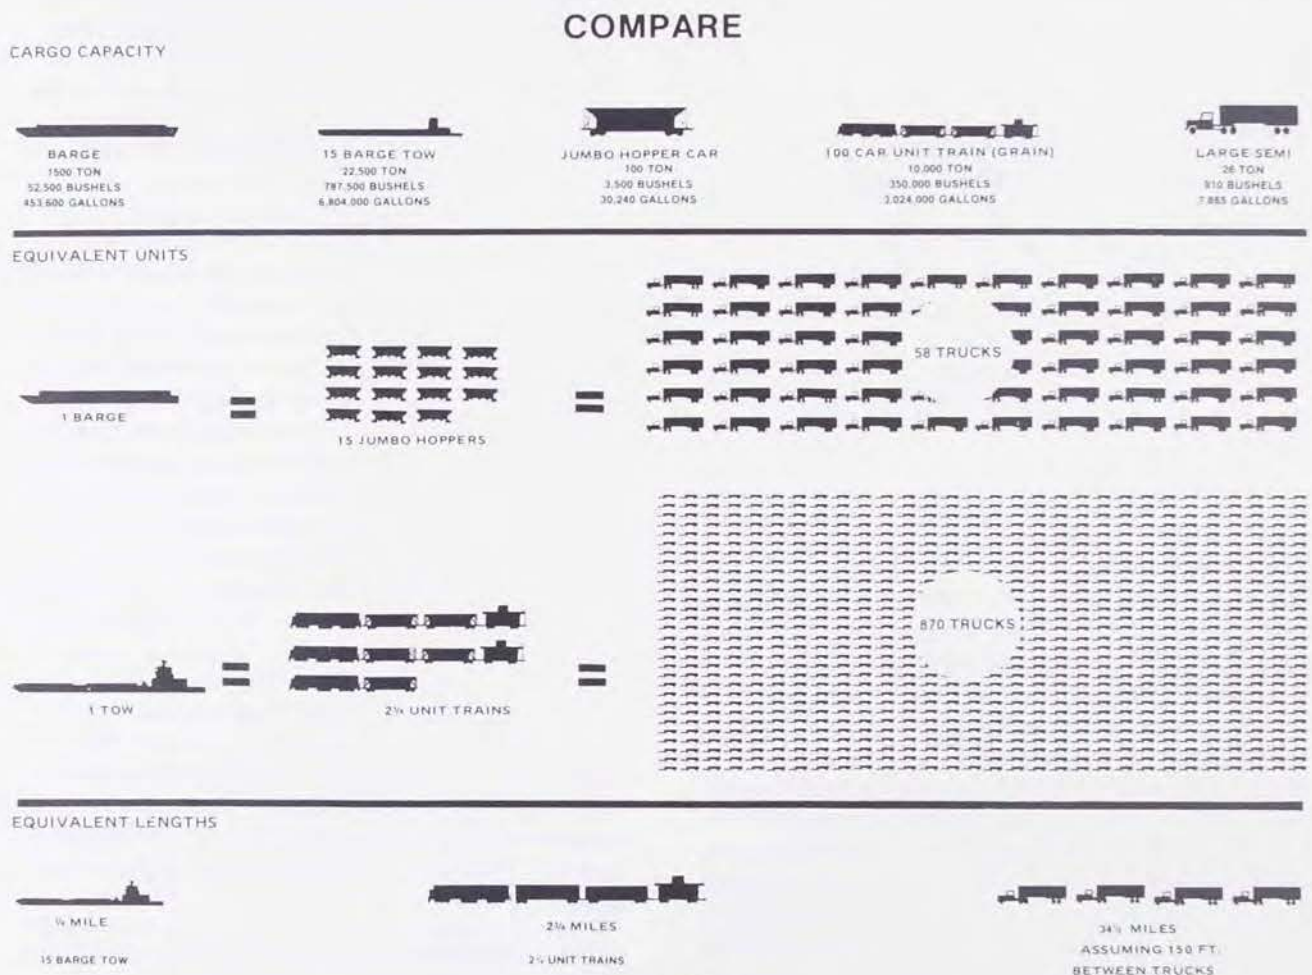 COMPARE
CARGO CAPACITY
BARGE
1500 TON
52,500 BUSHELS
453,600 GALLONS
15 BARGE TOW
22,500 TON
787,500 BUSHELS
6,804,000 GALLONS
JUMBO HOPPER CAR
100 TON
3,500 BUSHELS
30,240 GALLONS
100 CAR UNIT TRAIN (GRAIN)
10,000 TON
350,000 BUSHELS
3,024,000 GALLONS
LARGE SEMI
26 TON
910 BUSHELS
7,865 GALLONS
EQUIVALENT UNITS
1 BARGE
=
15 JUMBO HOPPERS
=
58 TRUCKS
1 TOW
=
2¼ UNIT TRAINS
=
870 TRUCKS
EQUIVALENT LENGTHS
¼ MILE
15 BARGE TOW
2¼ MILES
2¼ UNIT TRAINS
34½ MILES
ASSUMING 150 FT.
BETWEEN TRUCKS